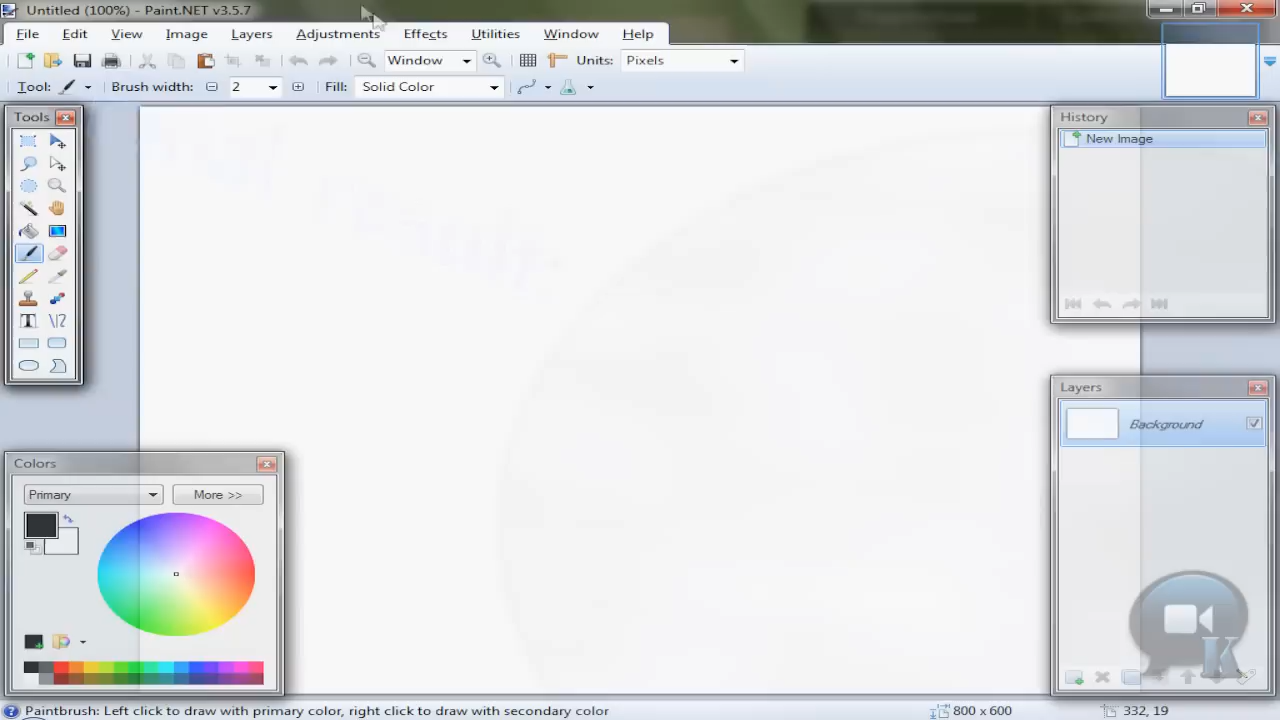 Untitled (100%) - Paint.NET v3.5.7
File Edit View Image Layers Adjustments Effects Utilities Window Help
Window Units: Pixels
Tool: Brush width: 2 Fill: Solid Color
Tools
History
New Image
Layers
Background
Colors
Primary More >>
K
Paintbrush: Left click to draw with primary color, right click to draw with secondary color 800 x 600 332, 19